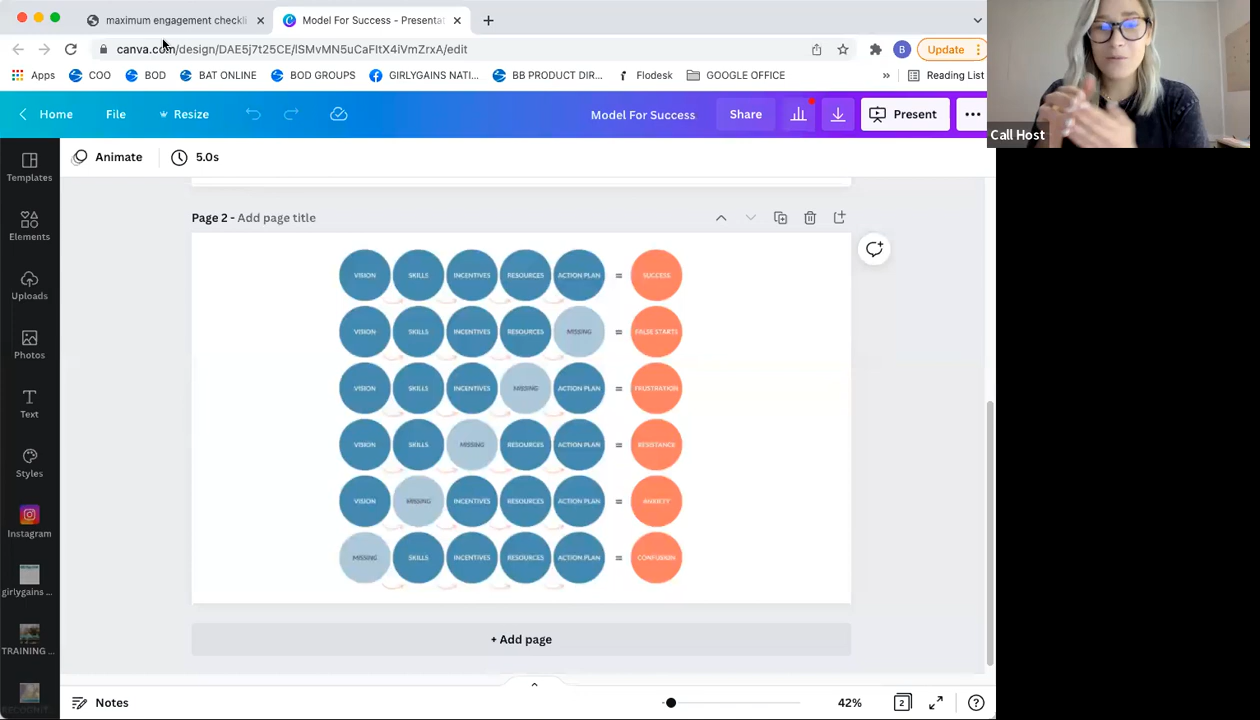 maximum engagement checkli
Model For Success - Presentat
canva.com/design/DAE5j7t25CE/lSMvMN5uCaFltX4iVmZrxA/edit
B
Update
Apps
COO
BOD
BAT ONLINE
BOD GROUPS
GIRLYGAINS NATI...
BB PRODUCT DIR...
Flodesk
GOOGLE OFFICE
»
Reading List
Call Host
Home
File
Resize
Model For Success
Share
Present
Animate
5.0s
Templates
Elements
Uploads
Photos
Text
Styles
Instagram
girlygains ...
TRAINING ...
Page 2 - Add page title
VISION SKILLS INCENTIVES RESOURCES ACTION PLAN = SUCCESS
VISION SKILLS INCENTIVES RESOURCES MISSING = FALSE STARTS
VISION SKILLS INCENTIVES MISSING ACTION PLAN = FRUSTRATION
VISION SKILLS MISSING RESOURCES ACTION PLAN = RESISTANCE
VISION MISSING INCENTIVES RESOURCES ACTION PLAN = ANXIETY
MISSING SKILLS INCENTIVES RESOURCES ACTION PLAN = CONFUSION
+ Add page
Notes
42%
2
?